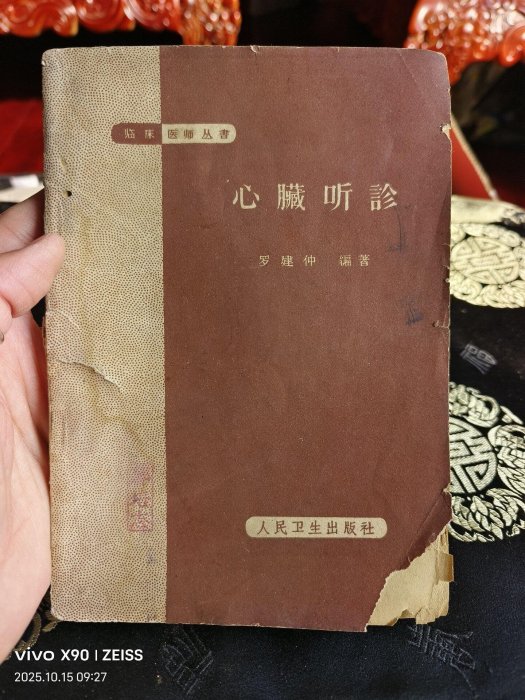 临床医师丛書
心臟听診
罗建仲 編著
人民卫生出版社
vivo X90 | ZEISS
2025.10.15 09:27